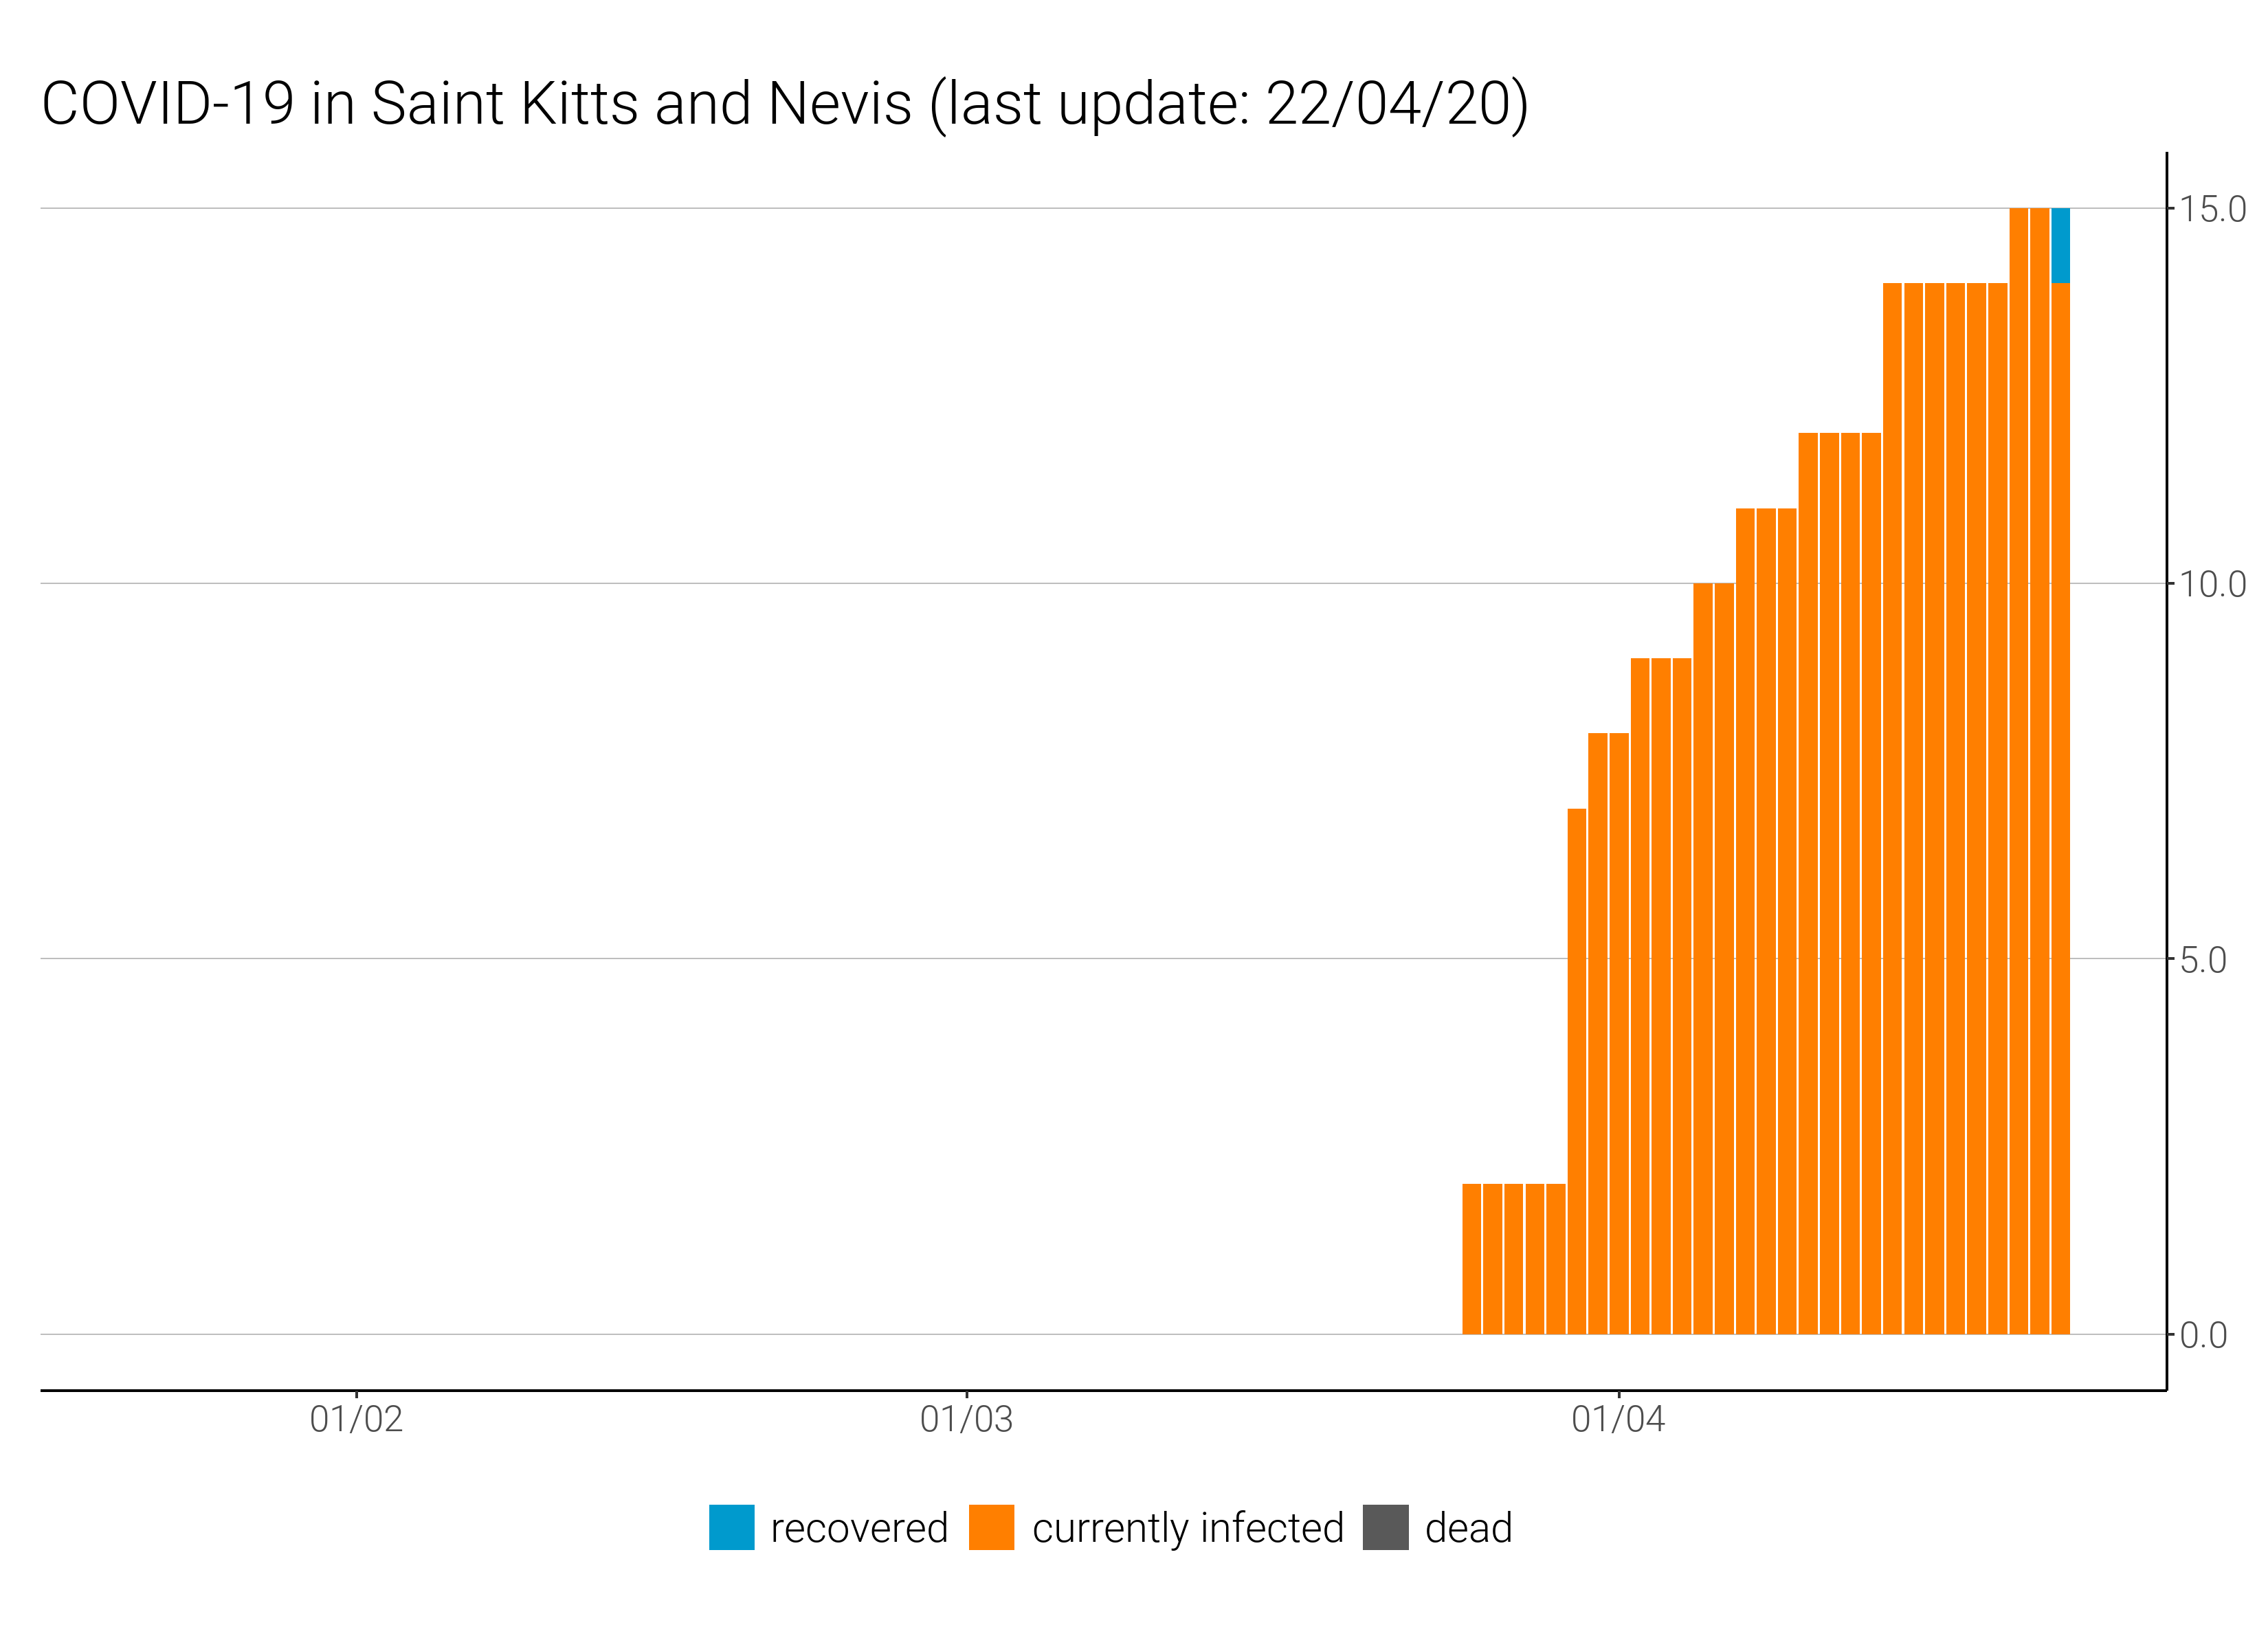 COVID-19 in Saint Kitts and Nevis (last update: 22/04/20)
15.0
10.0
5.0
0.0
01/02 01/03 01/04
recovered currently infected dead